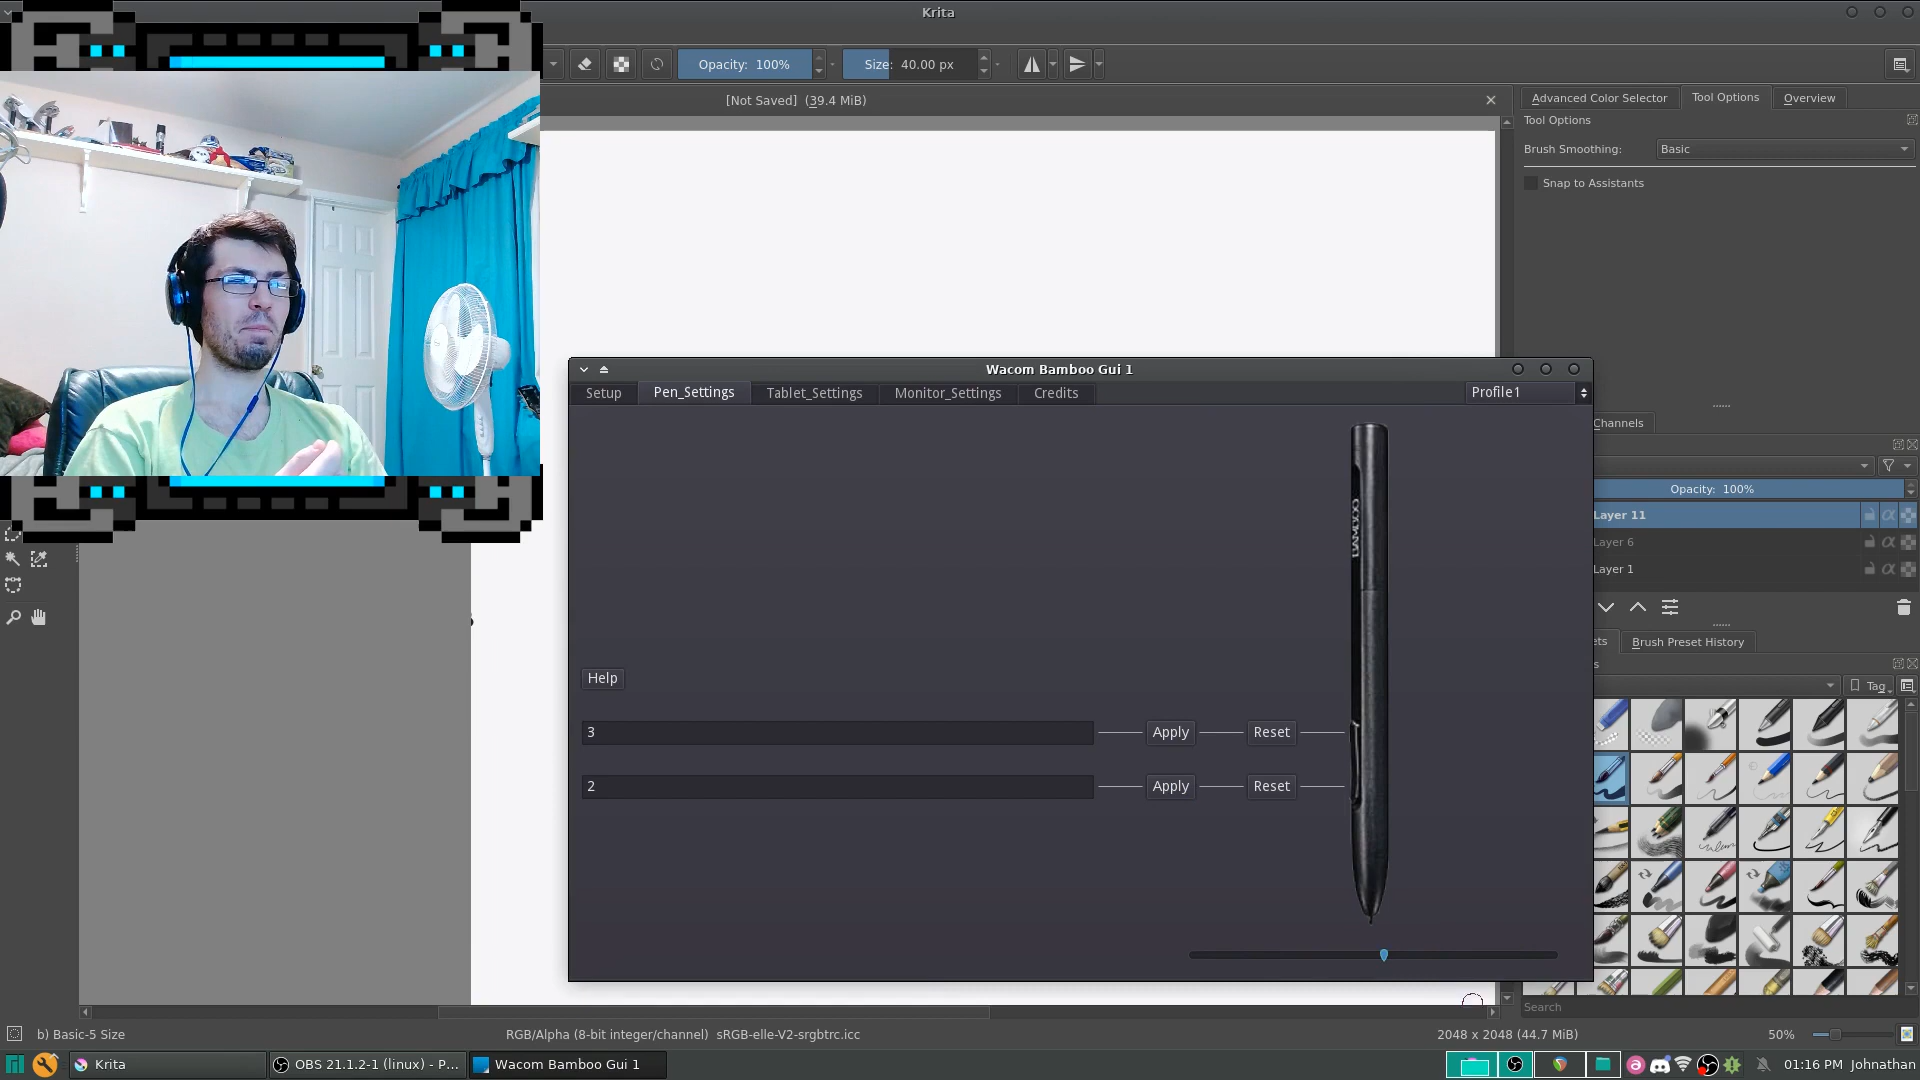 Krita
Opacity: 100%
Size: 40.00 px
[Not Saved] (39.4 MiB)
Advanced Color Selector
Tool Options
Overview
Tool Options
Brush Smoothing:
Basic
Snap to Assistants
Wacom Bamboo Gui 1
Setup
Pen_Settings
Tablet_Settings
Monitor_Settings
Credits
Profile1
Channels
Opacity: 100%
Layer 11
Layer 6
Layer 1
BAMBOO
Help
3
Apply
Reset
2
Apply
Reset
ets
Brush Preset History
s
Tag
Search
b) Basic-5 Size
RGB/Alpha (8-bit integer/channel) sRGB-elle-V2-srgbtrc.icc
2048 x 2048 (44.7 MiB)
50%
Krita
OBS 21.1.2-1 (linux) - P...
Wacom Bamboo Gui 1
01:16 PM
Johnathan